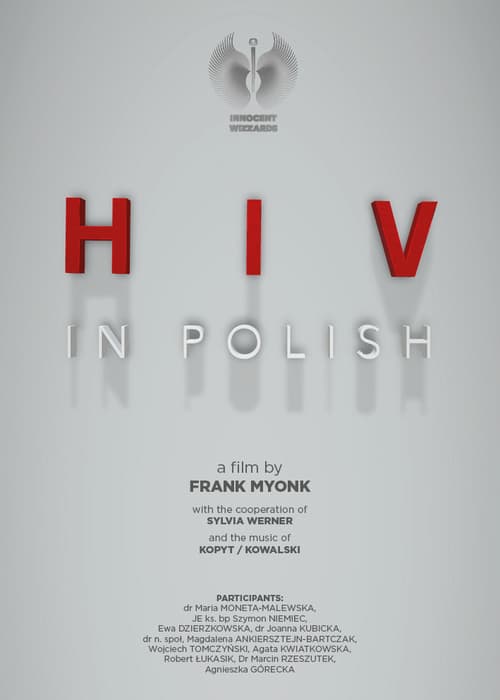 INNOCENT
WIZZARDS
HIV
IN POLISH
a film by
FRANK MYONK
with the cooperation of
SYLVIA WERNER
and the music of
KOPYT / KOWALSKI
PARTICIPANTS:
dr Maria MONETA-MALEWSKA,
JE ks. bp Szymon NIEMIEC,
Ewa DZIERZKOWSKA, dr Joanna KUBICKA,
dr n. społ, Magdalena ANKIERSZTEJN-BARTCZAK,
Wojciech TOMCZYŃSKI, Agata KWIATKOWSKA,
Robert ŁUKASIK, Dr Marcin RZESZUTEK,
Agnieszka GÓRECKA